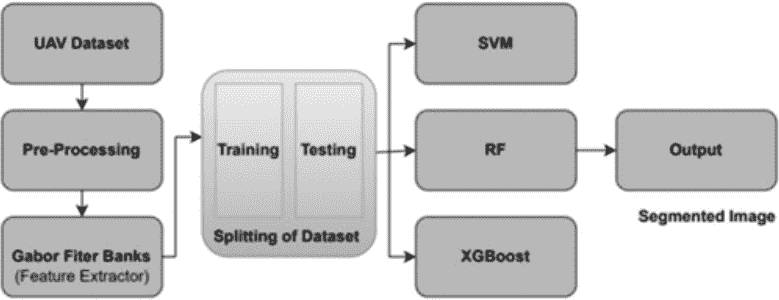 UAV Dataset
Pre-Processing
Gabor Fiter Banks
(Feature Extractor)
Training
Testing
Splitting of Dataset
SVM
RF
XGBoost
Output
Segmented Image